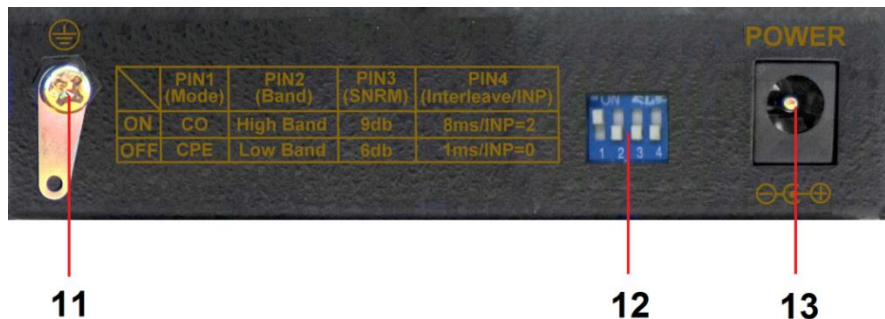 POWER
PIN1 PIN2 PIN3 PIN4
(Mode) (Band) (SNRM) (Interleave/INP)
ON CO High Band 9db 8ms/INP=2
OFF CPE Low Band 6db 1ms/INP=0
ON
1 2 3 4
11 12 13